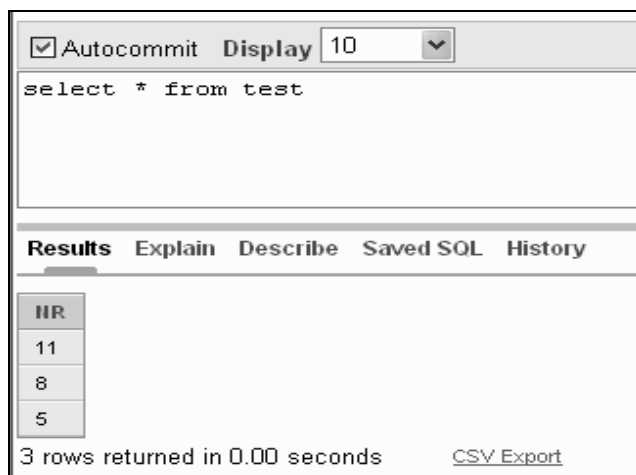 Autocommit Display 10
select * from test
Results Explain Describe Saved SQL History
NR
11
8
5
3 rows returned in 0.00 seconds CSV Export